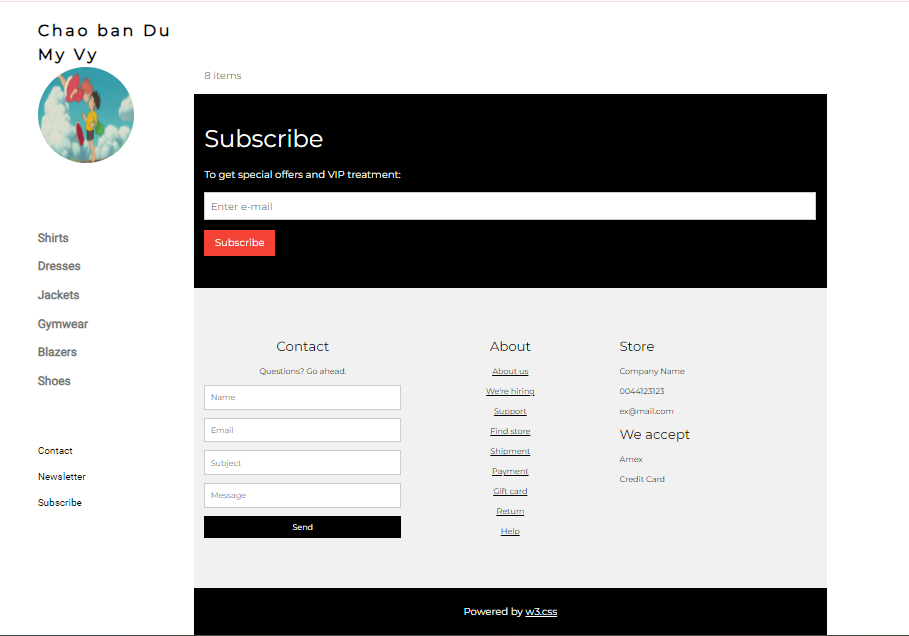 Chao ban Du
My Vy
8 items
Subscribe
To get special offers and VIP treatment:
Enter e-mail
Subscribe
Shirts
Dresses
Jackets
Gymwear
Blazers
Shoes
Contact
Newsletter
Subscribe
Contact
Questions? Go ahead.
Name
Email
Subject
Message
Send
About
About us
We're hiring
Support
Find store
Shipment
Payment
Gift card
Return
Help
Store
Company Name
0044123123
ex@mail.com
We accept
Amex
Credit Card
Powered by w3.css